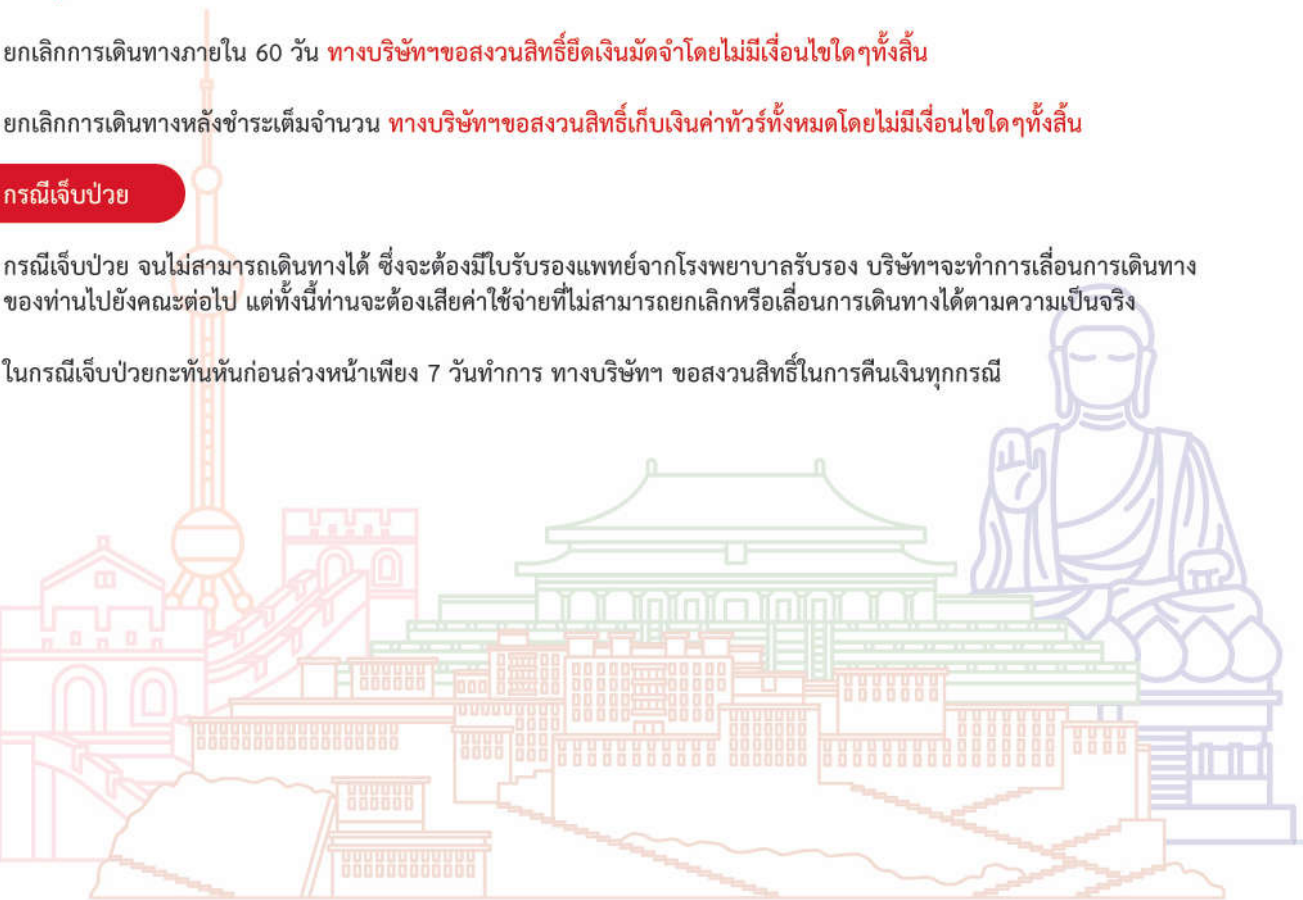 ยกเลิกการเดินทางภายใน 60 วัน ทางบริษัทฯขอสงวนสิทธิ์ยึดเงินมัดจำโดยไม่มีเงื่อนไขใดๆทั้งสิ้น
ยกเลิกการเดินทางหลังชำระเต็มจำนวน ทางบริษัทฯขอสงวนสิทธิ์เก็บเงินค่าทัวร์ทั้งหมดโดยไม่มีเงื่อนไขใดๆทั้งสิ้น
กรณีเจ็บป่วย
กรณีเจ็บป่วย จนไม่สามารถเดินทางได้ ซึ่งจะต้องมีใบรับรองแพทย์จากโรงพยาบาลรับรอง บริษัทฯจะทำการเลื่อนการเดินทาง
ของท่านไปยังคณะต่อไป แต่ทั้งนี้ท่านจะต้องเสียค่าใช้จ่ายที่ไม่สามารถยกเลิกหรือเลื่อนการเดินทางได้ตามความเป็นจริง
ในกรณีเจ็บป่วยกะทันหันก่อนล่วงหน้าเพียง 7 วันทำการ ทางบริษัทฯ ขอสงวนสิทธิ์ในการคืนเงินทุกกรณี